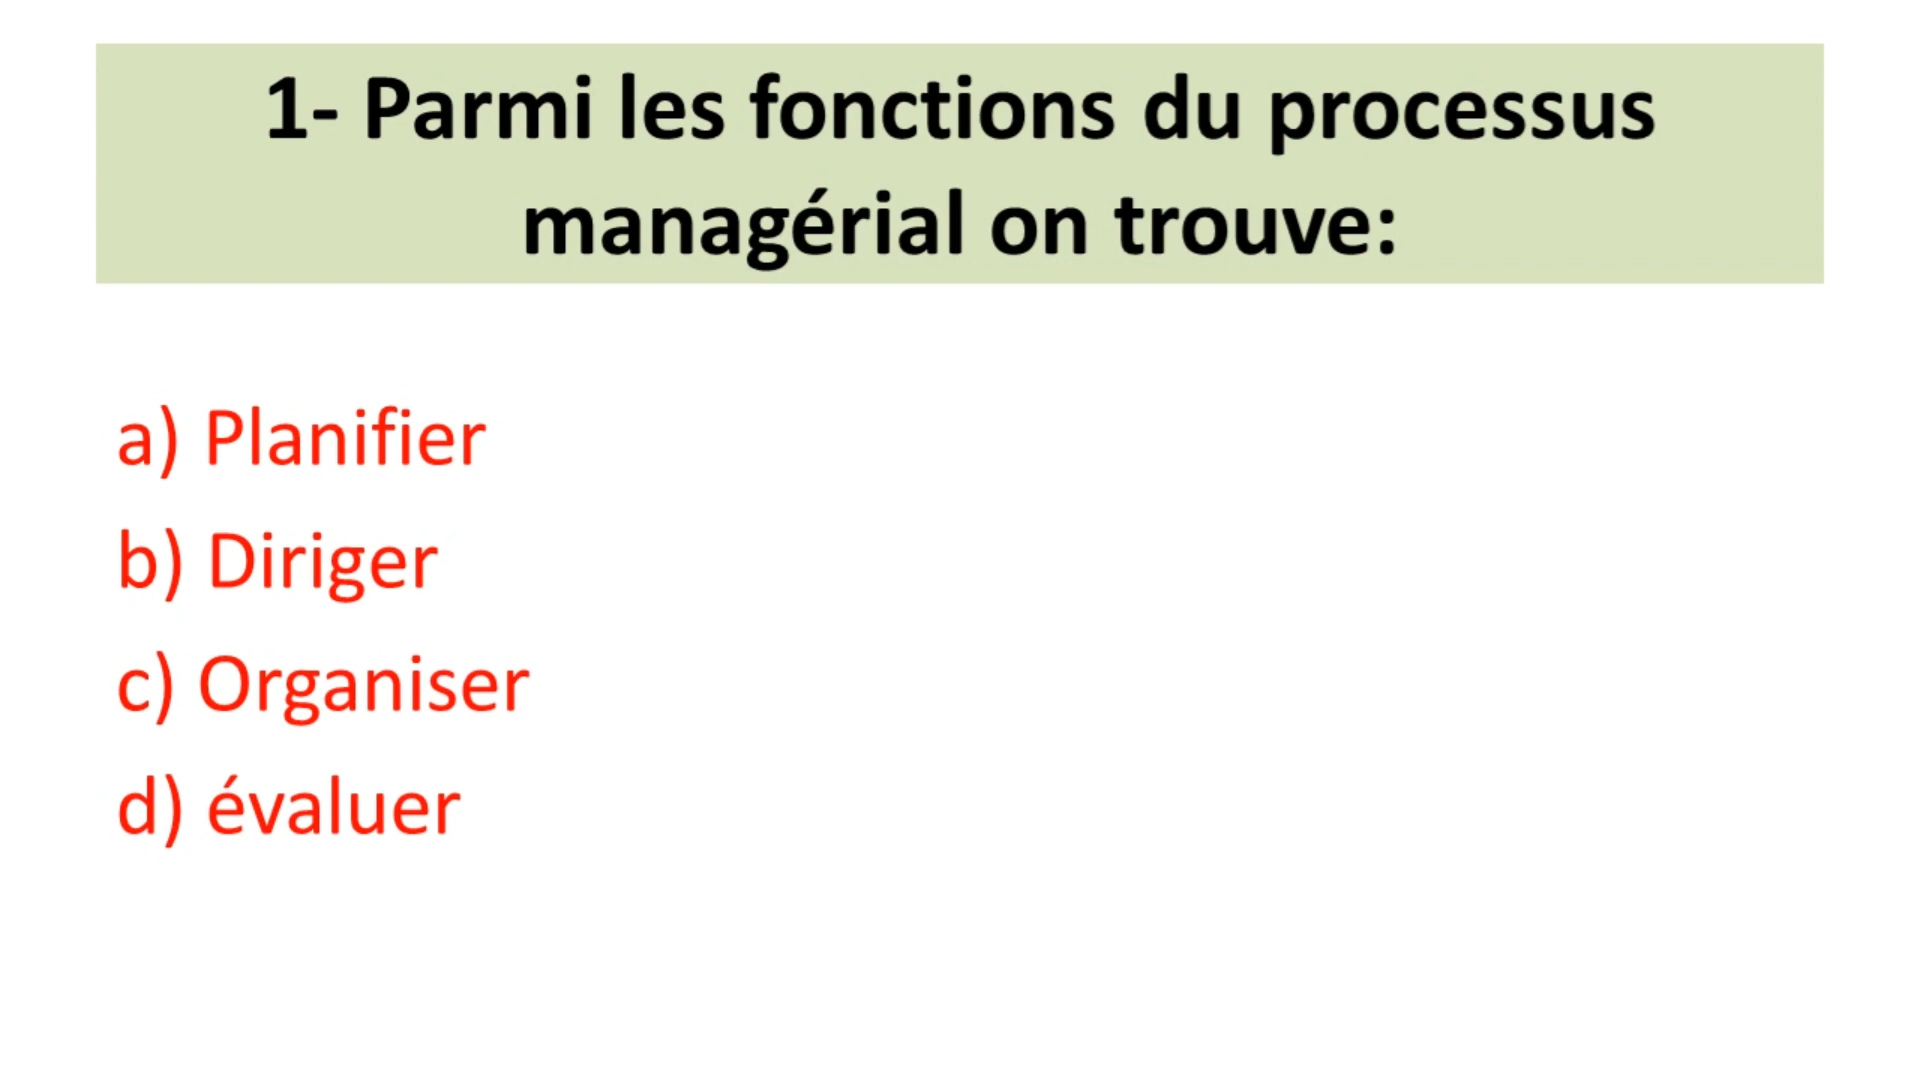 1- Parmi les fonctions du processus
managérial on trouve:
a) Planifier
b) Diriger
c) Organiser
d) évaluer